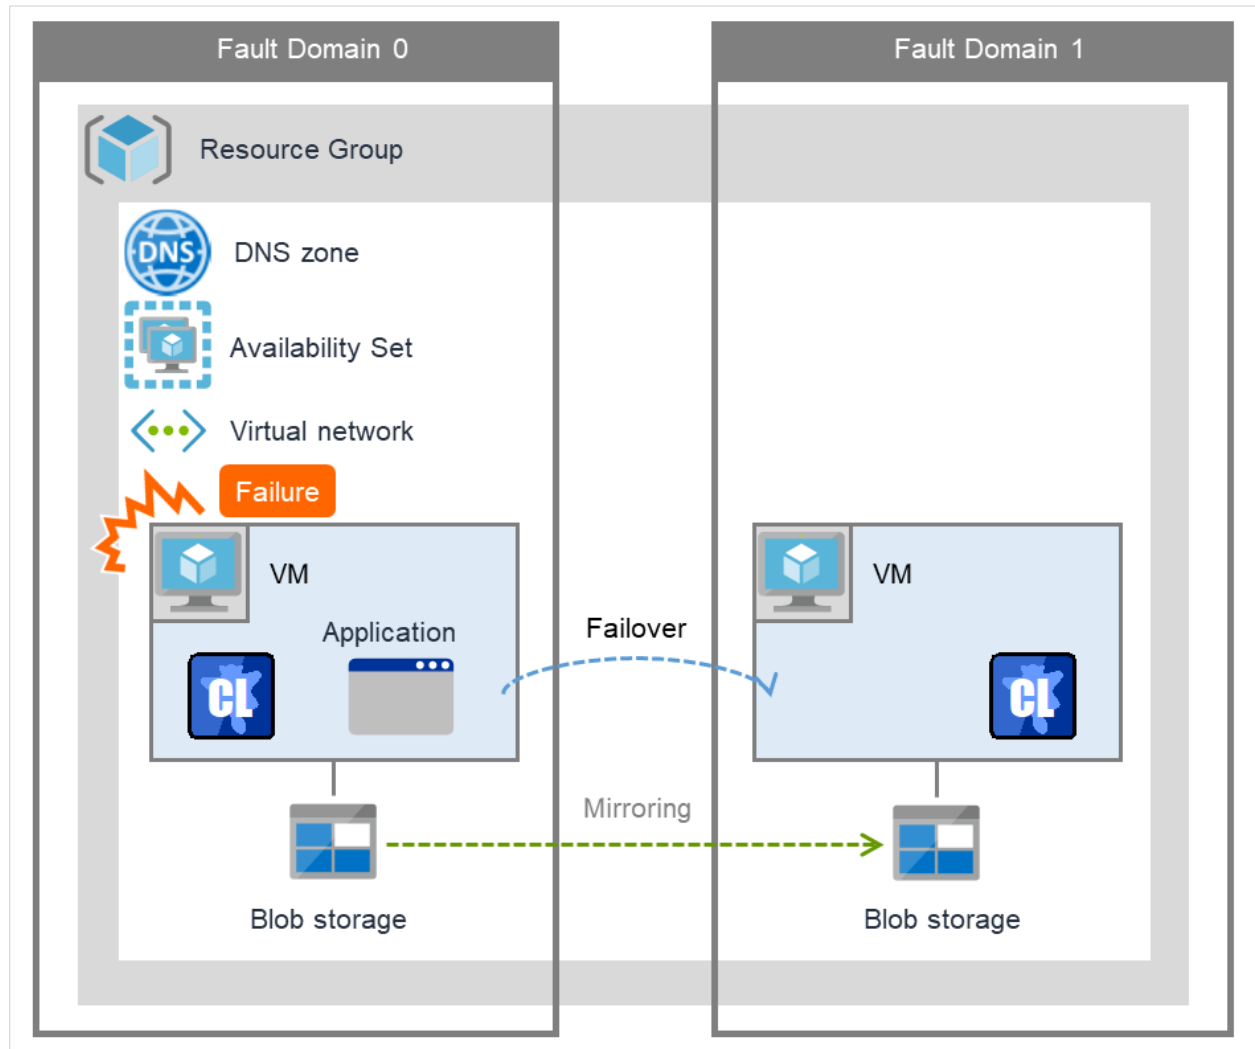 Fault Domain 0
Fault Domain 1
Resource Group
DNS
DNS zone
Availability Set
Virtual network
Failure
VM
VM
Application
Failover
CL
CL
Mirroring
Blob storage
Blob storage